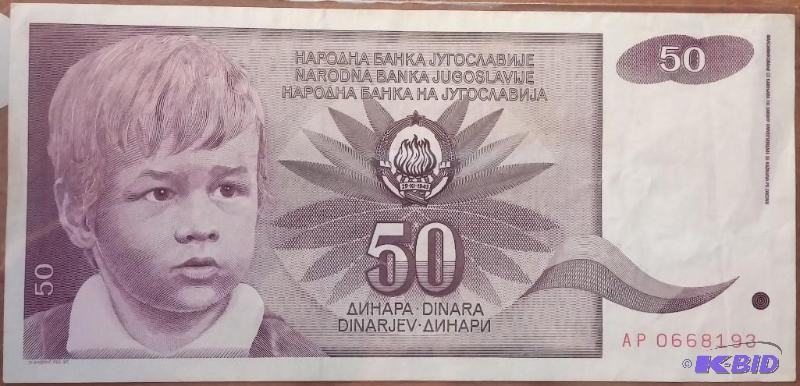 НАРОДНА БАНКА ЈУГОСЛАВИЈЕ
NARODNA BANKA JUGOSLAVIJE
НАРОДНА БАНКА НА ЈУГОСЛАВИЈА
50
29·XI·1943
50
50
ДИНАРА · DINARA
DINARJEV · ДИНАРИ
AP 0668193
© K-BID